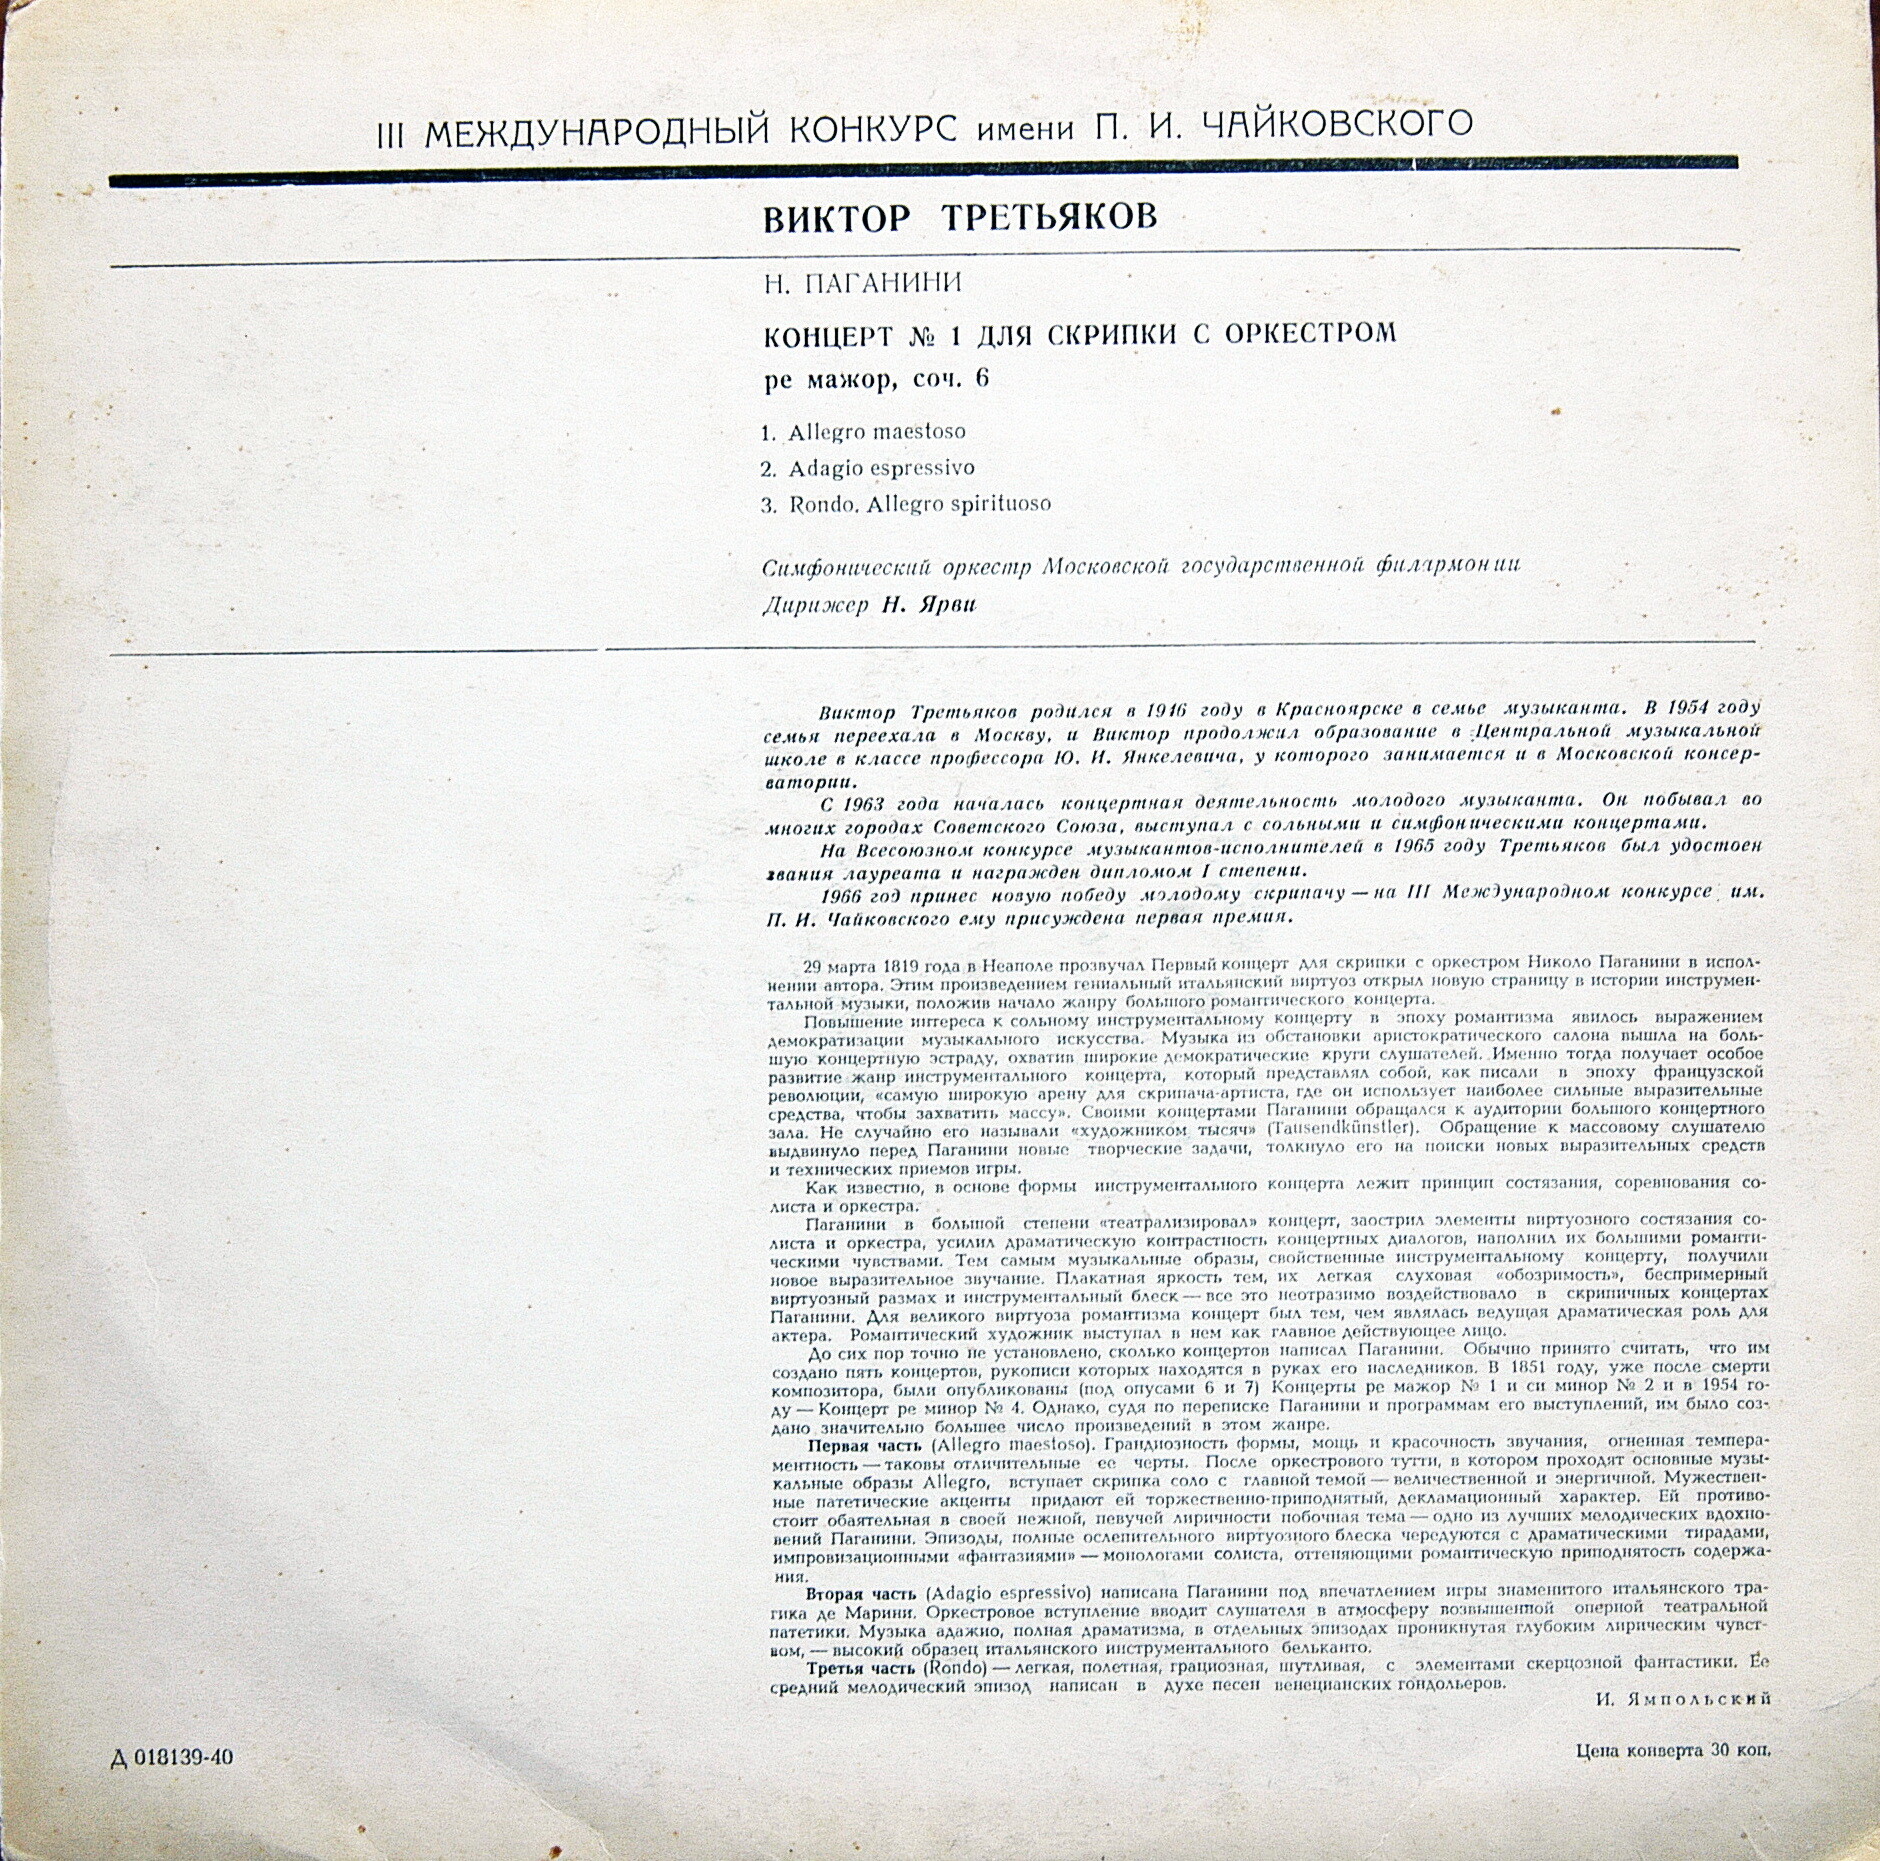 III МЕЖДУНАРОДНЫЙ КОНКУРС имени П. И. ЧАЙКОВСКОГО
ВИКТОР ТРЕТЬЯКОВ
Н. ПАГАНИНИ
КОНЦЕРТ № 1 ДЛЯ СКРИПКИ С ОРКЕСТРОМ
ре мажор, соч. 6
1. Allegro maestoso
2. Adagio espressivo
3. Rondo. Allegro spirituoso
Симфонический оркестр Московской государственной филармонии
Дирижер Н. Ярви
Виктор Третьяков родился в 1946 году в Красноярске в семье музыканта. В 1954 году
семья переехала в Москву, и Виктор продолжил образование в Центральной музыкальной
школе в классе профессора Ю. И. Янкелевича, у которого занимается и в Московской консер-
ватории.
С 1963 года началась концертная деятельность молодого музыканта. Он побывал во
многих городах Советского Союза, выступал с сольными и симфоническими концертами.
На Всесоюзном конкурсе музыкантов-исполнителей в 1965 году Третьяков был удостоен
звания лауреата и награжден дипломом I степени.
1966 год принес новую победу молодому скрипачу — на III Международном конкурсе им.
П. И. Чайковского ему присуждена первая премия.
29 марта 1819 года в Неаполе прозвучал Первый концерт для скрипки с оркестром Николо Паганини в испол-
нении автора. Этим произведением гениальный итальянский виртуоз открыл новую страницу в истории инструмен-
тальной музыки, положив начало жанру большого романтического концерта.
Повышение интереса к сольному инструментальному концерту в эпоху романтизма явилось выражением
демократизации музыкального искусства. Музыка из обстановки аристократического салона вышла на боль-
шую концертную эстраду, охватив широкие демократические круги слушателей. Именно тогда получает особое
развитие жанр инструментального концерта, который представлял собой, как писали в эпоху французской
революции, «самую широкую арену для скрипача-артиста, где он использует наиболее сильные выразительные
средства, чтобы захватить массу». Своими концертами Паганини обращался к аудитории большого концертного
зала. Не случайно его называли «художником тысяч» (Tausendkünstler). Обращение к массовому слушателю
выдвинуло перед Паганини новые творческие задачи, толкнуло его на поиски новых выразительных средств
и технических приемов игры.
Как известно, в основе формы инструментального концерта лежит принцип состязания, соревнования со-
листа и оркестра.
Паганини в большой степени «театрализировал» концерт, заострил элементы виртуозного состязания со-
листа и оркестра, усилил драматическую контрастность концертных диалогов, наполнил их большими романти-
ческими чувствами. Тем самым музыкальные образы, свойственные инструментальному концерту, получили
новое выразительное звучание. Плакатная яркость тем, их легкая слуховая «обозримость», беспримерный
виртуозный размах и инструментальный блеск — все это неотразимо воздействовало в скрипичных концертах
Паганини. Для великого виртуоза романтизма концерт был тем, чем являлась ведущая драматическая роль для
актера. Романтический художник выступал в нем как главное действующее лицо.
До сих пор точно не установлено, сколько концертов написал Паганини. Обычно принято считать, что им
создано пять концертов, рукописи которых находятся в руках его наследников. В 1851 году, уже после смерти
композитора, были опубликованы (под опусами 6 и 7) Концерты ре мажор № 1 и си минор № 2 и в 1954 го-
ду — Концерт ре минор № 4. Однако, судя по переписке Паганини и программам его выступлений, им было соз-
дано значительно большее число произведений в этом жанре.
Первая часть (Allegro maestoso). Грандиозность формы, мощь и красочность звучания, огненная темпера-
ментность — таковы отличительные ее черты. После оркестрового тутти, в котором проходят основные музы-
кальные образы Allegro, вступает скрипка соло с главной темой — величественной и энергичной. Мужествен-
ные патетические акценты придают ей торжественно-приподнятый, декламационный характер. Ей противо-
стоит обаятельная в своей нежной, певучей лиричности побочная тема — одно из лучших мелодических вдохно-
вений Паганини. Эпизоды, полные ослепительного виртуозного блеска чередуются с драматическими тирадами,
импровизационными «фантазиями» — монологами солиста, оттеняющими романтическую приподнятость содержа-
ния.
Вторая часть (Adagio espressivo) написана Паганини под впечатлением игры знаменитого итальянского тра-
гика де Марини. Оркестровое вступление вводит слушателя в атмосферу возвышенной оперной театральной
патетики. Музыка адажио, полная драматизма, в отдельных эпизодах проникнутая глубоким лирическим чувст-
вом, — высокий образец итальянского инструментального бельканто.
Третья часть (Rondo) — легкая, полетная, грациозная, шутливая, с элементами скерцозной фантастики. Ее
средний мелодический эпизод написан в духе песен венецианских гондольеров.
И. Ямпольский
Д 018139-40
Цена конверта 30 коп.